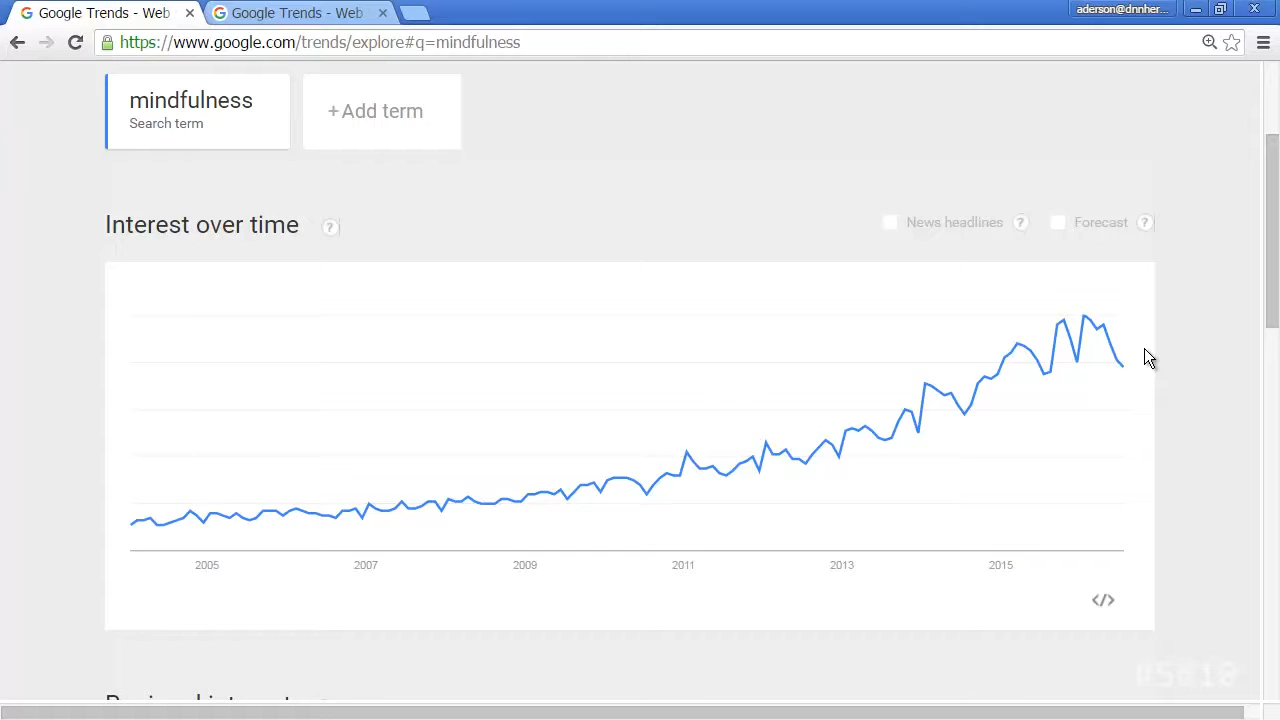 Google Trends - Web
Google Trends - Web
aderson@dnnher...
https://www.google.com/trends/explore#q=mindfulness
mindfulness
Search term
+Add term
Interest over time ?
News headlines ?
Forecast ?
2005
2007
2009
2011
2013
2015
</>